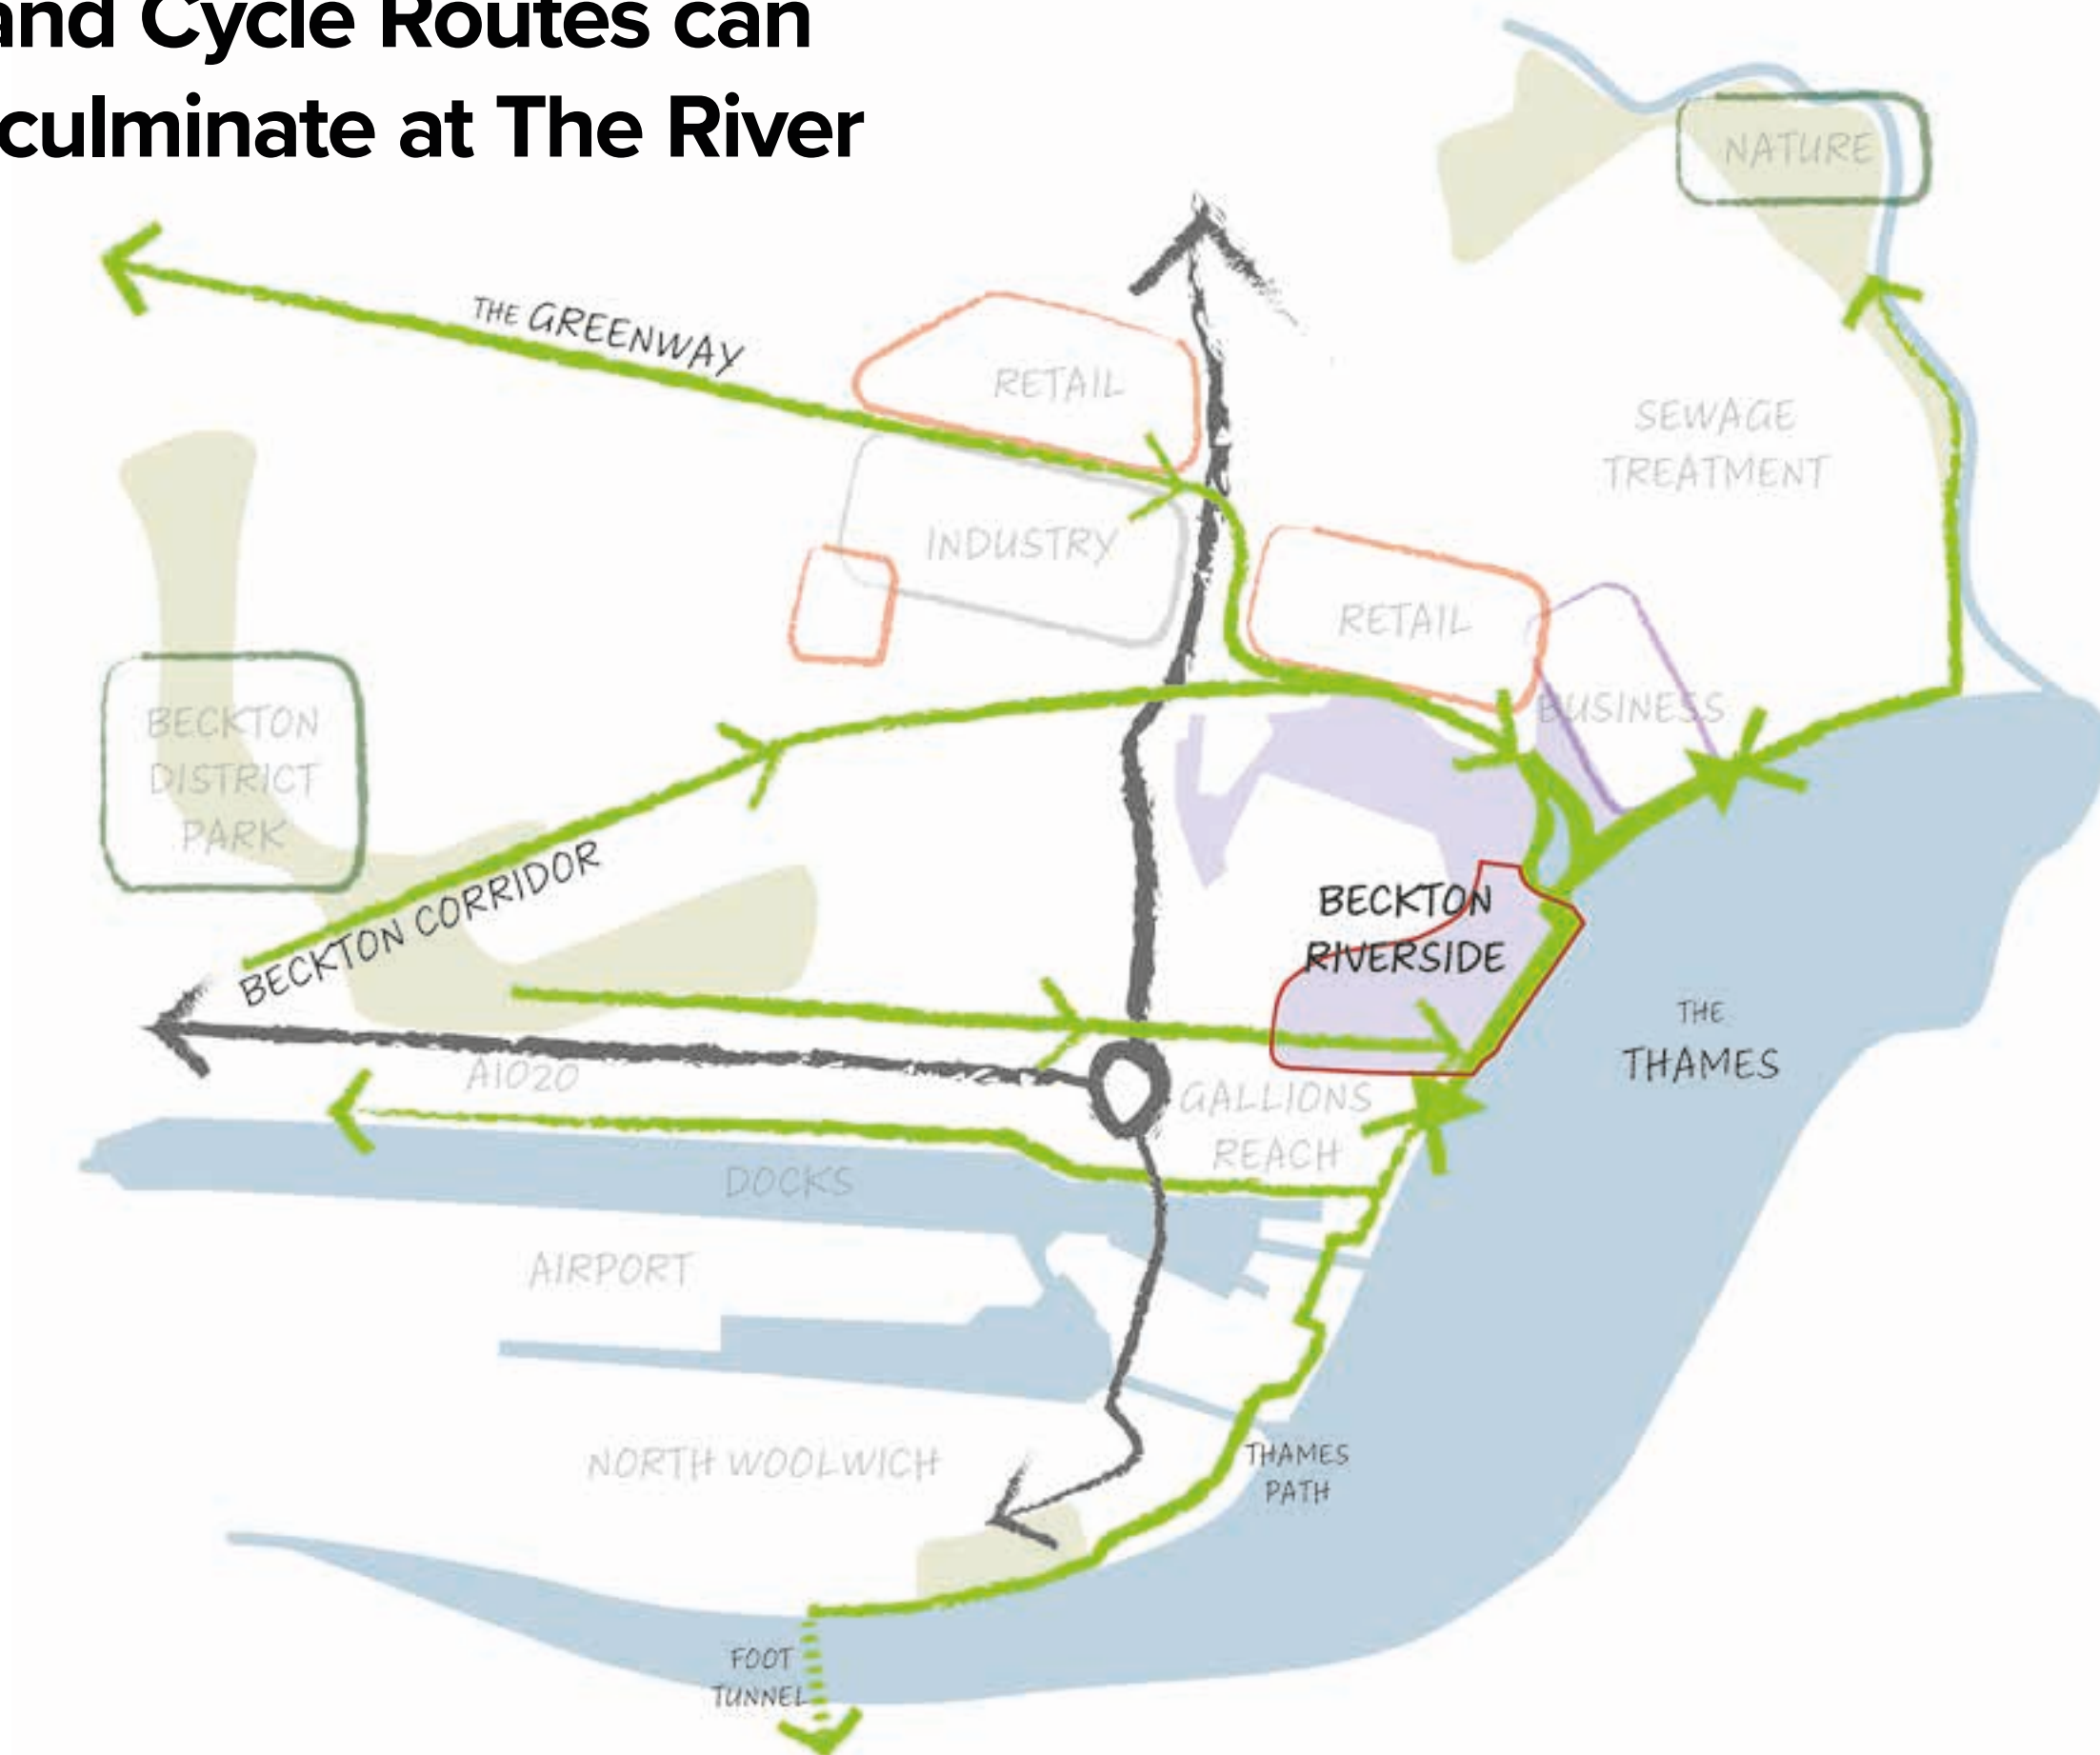 and Cycle Routes can
culminate at The River
NATURE
THE GREENWAY
RETAIL
SEWAGE
TREATMENT
INDUSTRY
RETAIL
BECKTON
DISTRICT
PARK
BUSINESS
BECKTON CORRIDOR
BECKTON
RIVERSIDE
THE
THAMES
A1020
GALLIONS
REACH
DOCKS
AIRPORT
NORTH WOOLWICH
THAMES
PATH
FOOT
TUNNEL